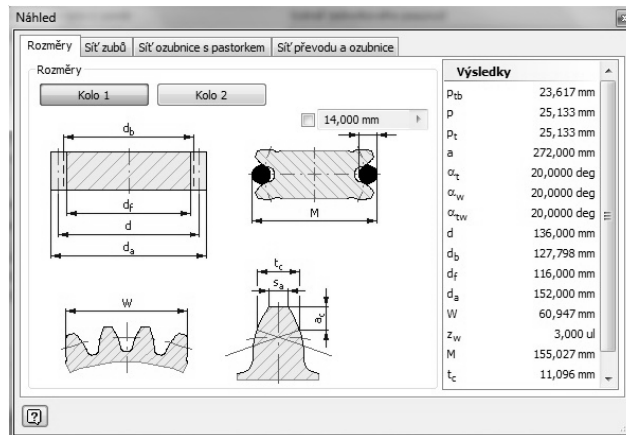 Náhled
Rozměry Síť zubů Síť ozubnice s pastorkem Síť převodu a ozubnice
Rozměry
Kolo 1 Kolo 2
14,000 mm
d_b
d_f
d
d_a
M
W
t_c
s_a
a_c
Výsledky
p_tb 23,617 mm
p 25,133 mm
p_t 25,133 mm
a 272,000 mm
α_t 20,0000 deg
α_w 20,0000 deg
α_tw 20,0000 deg
d 136,000 mm
d_b 127,798 mm
d_f 116,000 mm
d_a 152,000 mm
W 60,947 mm
z_w 3,000 ul
M 155,027 mm
t_c 11,096 mm
?